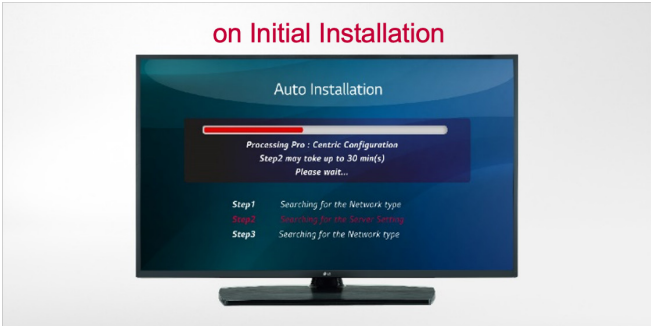 on Initial Installation
Auto Installation
Processing Pro : Centric Configuration
Step2 may take up to 30 min(s)
Please wait...
Step1 Searching for the Network type
Step2 Searching for the Server Setting
Step3 Searching for the Network type
LG